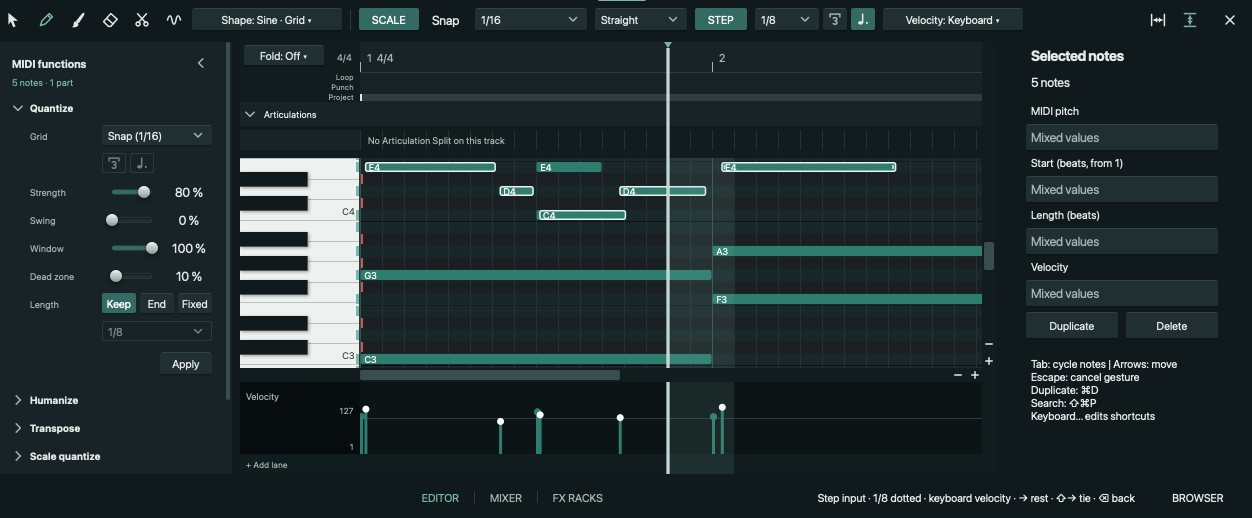 Shape: Sine · Grid
SCALE
Snap
1/16
Straight
STEP
1/8
3
Velocity: Keyboard
MIDI functions
5 notes · 1 part
Quantize
Grid
Snap (1/16)
3
Strength
80 %
Swing
0 %
Window
100 %
Dead zone
10 %
Length
Keep
End
Fixed
1/8
Apply
Humanize
Transpose
Scale quantize
Fold: Off
4/4
1 4/4
2
Loop
Punch
Project
Articulations
No Articulation Split on this track
E4
E4
E4
D4
D4
C4
C4
A3
G3
F3
C3
C3
Velocity
127
1
+ Add lane
Selected notes
5 notes
MIDI pitch
Mixed values
Start (beats, from 1)
Mixed values
Length (beats)
Mixed values
Velocity
Mixed values
Duplicate
Delete
Tab: cycle notes | Arrows: move
Escape: cancel gesture
Duplicate: ⌘D
Search: ⇧⌘P
Keyboard... edits shortcuts
EDITOR
MIXER
FX RACKS
Step input · 1/8 dotted · keyboard velocity · → rest · ⇧→ tie · ⌫ back
BROWSER